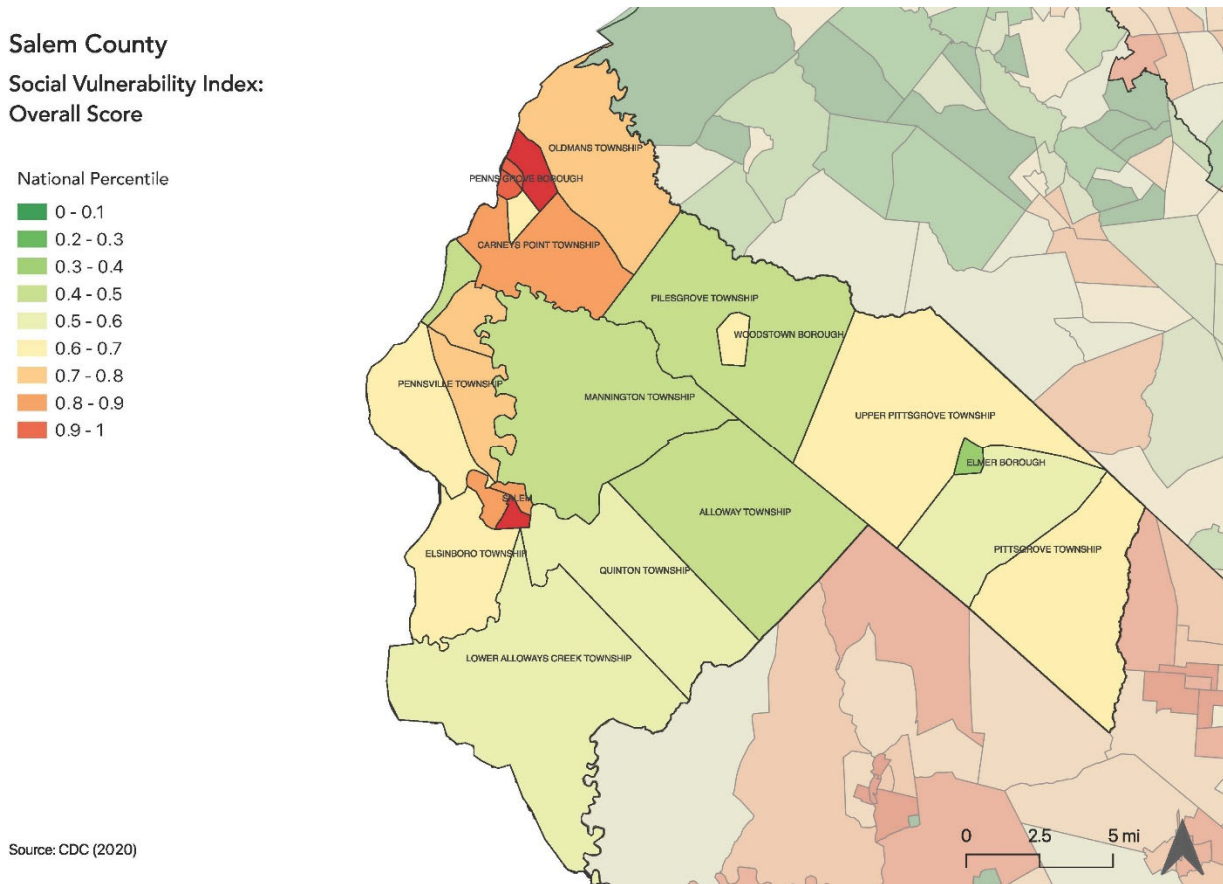 Salem County
Social Vulnerability Index:
Overall Score
National Percentile
0 - 0.1
0.2 - 0.3
0.3 - 0.4
0.4 - 0.5
0.5 - 0.6
0.6 - 0.7
0.7 - 0.8
0.8 - 0.9
0.9 - 1
OLDMANS TOWNSHIP
PENNS GROVE BOROUGH
CARNEYS POINT TOWNSHIP
PILESGROVE TOWNSHIP
WOODSTOWN BOROUGH
PENNSVILLE TOWNSHIP
MANNINGTON TOWNSHIP
UPPER PITTSGROVE TOWNSHIP
ELMER BOROUGH
SALEM
ALLOWAY TOWNSHIP
ELSINBORO TOWNSHIP
PITTSGROVE TOWNSHIP
QUINTON TOWNSHIP
LOWER ALLOWAYS CREEK TOWNSHIP
Source: CDC (2020)
0 2.5 5 mi